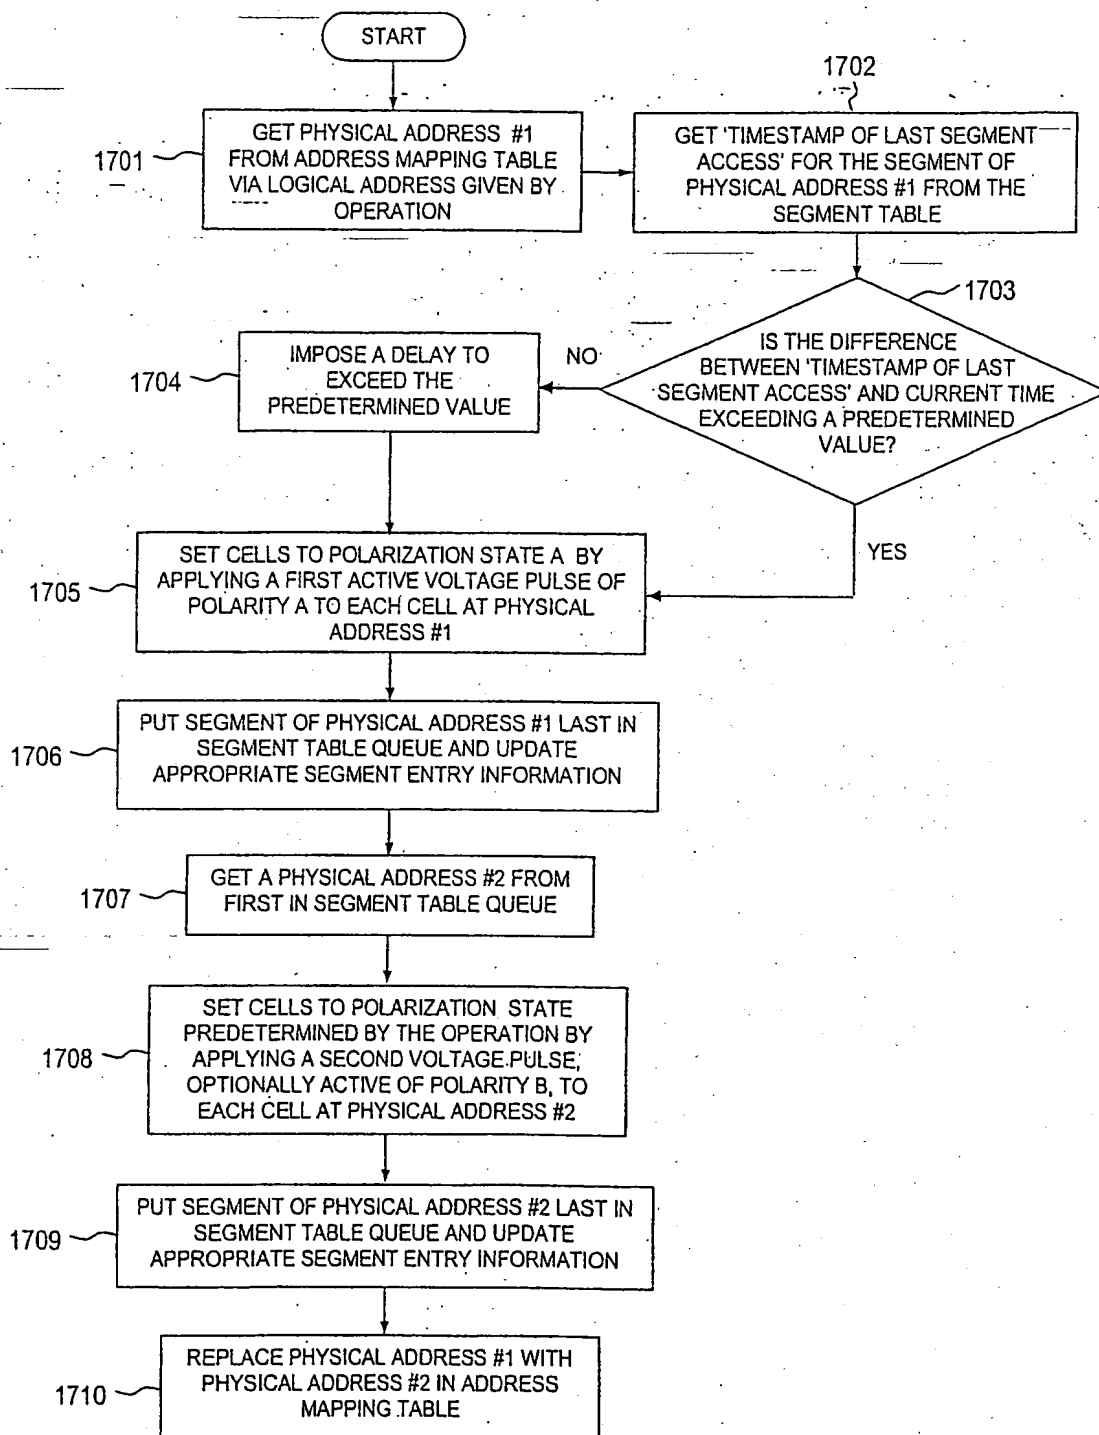 START
1701
GET PHYSICAL ADDRESS #1
FROM ADDRESS MAPPING TABLE
VIA LOGICAL ADDRESS GIVEN BY
OPERATION
1702
GET 'TIMESTAMP OF LAST SEGMENT
ACCESS' FOR THE SEGMENT OF
PHYSICAL ADDRESS #1 FROM THE
SEGMENT TABLE
1703
IS THE DIFFERENCE
BETWEEN 'TIMESTAMP OF LAST
SEGMENT ACCESS' AND CURRENT TIME
EXCEEDING A PREDETERMINED
VALUE?
NO
YES
1704
IMPOSE A DELAY TO
EXCEED THE
PREDETERMINED VALUE
1705
SET CELLS TO POLARIZATION STATE A BY
APPLYING A FIRST ACTIVE VOLTAGE PULSE OF
POLARITY A TO EACH CELL AT PHYSICAL
ADDRESS #1
1706
PUT SEGMENT OF PHYSICAL ADDRESS #1 LAST IN
SEGMENT TABLE QUEUE AND UPDATE
APPROPRIATE SEGMENT ENTRY INFORMATION
1707
GET A PHYSICAL ADDRESS #2 FROM
FIRST IN SEGMENT TABLE QUEUE
1708
SET CELLS TO POLARIZATION STATE
PREDETERMINED BY THE OPERATION BY
APPLYING A SECOND VOLTAGE PULSE,
OPTIONALLY ACTIVE OF POLARITY B, TO
EACH CELL AT PHYSICAL ADDRESS #2
1709
PUT SEGMENT OF PHYSICAL ADDRESS #2 LAST IN
SEGMENT TABLE QUEUE AND UPDATE
APPROPRIATE SEGMENT ENTRY INFORMATION
1710
REPLACE PHYSICAL ADDRESS #1 WITH
PHYSICAL ADDRESS #2 IN ADDRESS
MAPPING TABLE